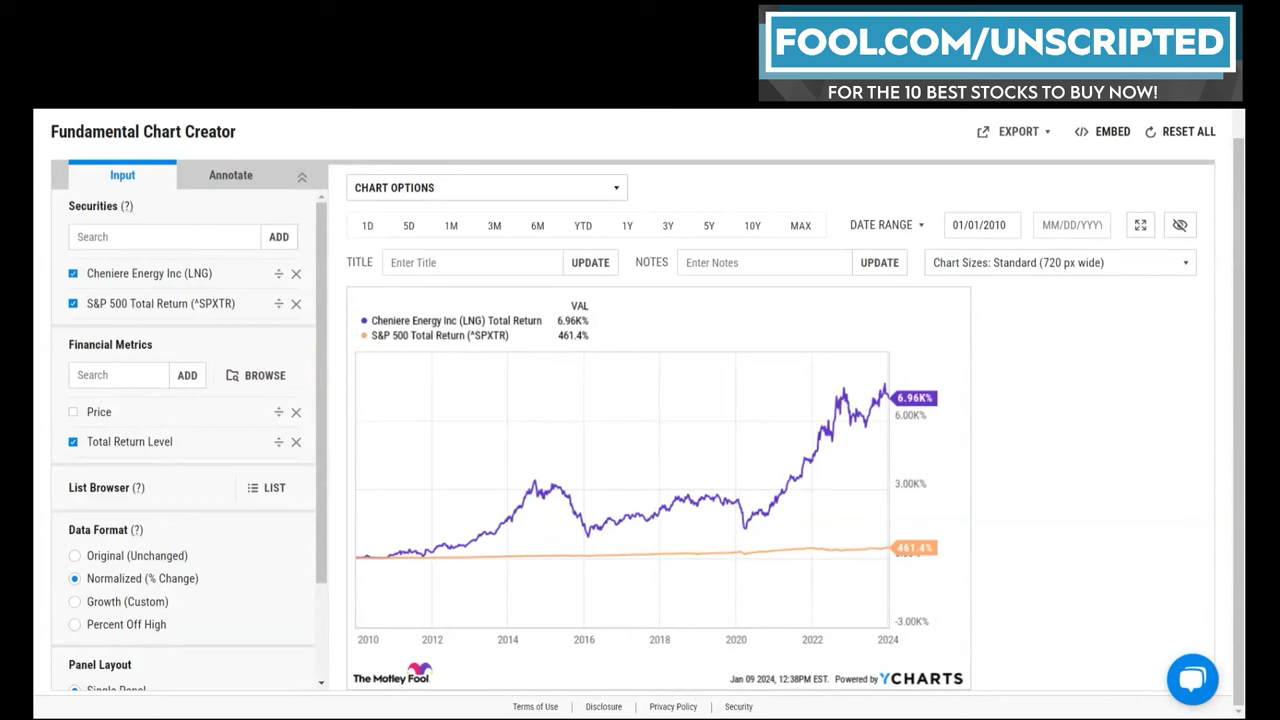 FOOL.COM/UNSCRIPTED
FOR THE 10 BEST STOCKS TO BUY NOW!
Fundamental Chart Creator
EXPORT
</> EMBED
RESET ALL
Input
Annotate
Securities (?)
Search
ADD
Cheniere Energy Inc (LNG)
S&P 500 Total Return (^SPXTR)
Financial Metrics
Search
ADD
BROWSE
Price
Total Return Level
List Browser (?)
LIST
Data Format (?)
Original (Unchanged)
Normalized (% Change)
Growth (Custom)
Percent Off High
Panel Layout
Single Panel
CHART OPTIONS
1D 5D 1M 3M 6M YTD 1Y 3Y 5Y 10Y MAX
DATE RANGE
01/01/2010
MM/DD/YYYY
TITLE
Enter Title
UPDATE
NOTES
Enter Notes
UPDATE
Chart Sizes: Standard (720 px wide)
VAL
Cheniere Energy Inc (LNG) Total Return 6.96K%
S&P 500 Total Return (^SPXTR) 461.4%
6.96K%
6.00K%
3.00K%
461.4%
-3.00K%
2010 2012 2014 2016 2018 2020 2022 2024
The Motley Fool
Jan 09 2024, 12:38PM EST. Powered by YCHARTS
Terms of Use | Disclosure | Privacy Policy | Security